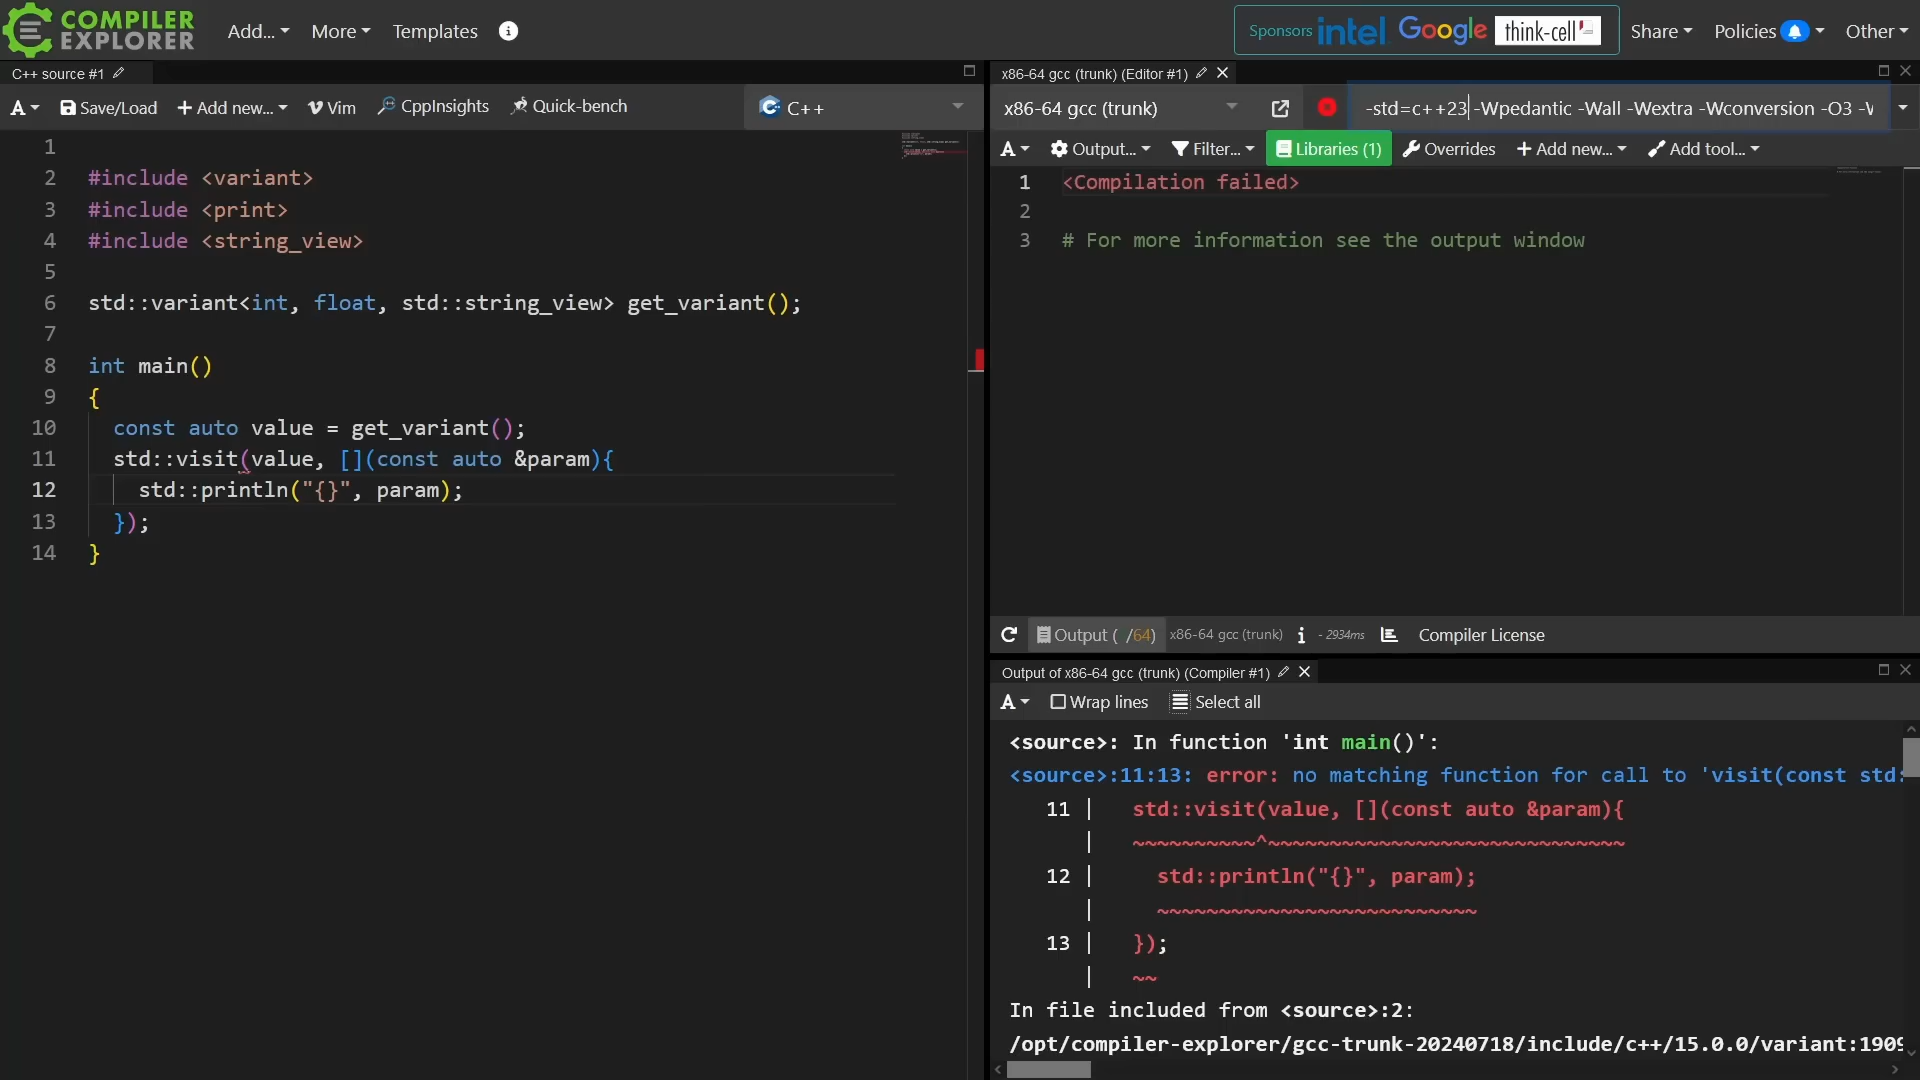 COMPILER EXPLORER Add... More Templates Sponsors intel. Google think-cell Share Policies Other
C++ source #1
A Save/Load Add new... Vim CppInsights Quick-bench C++
1
2 #include <variant>
3 #include <print>
4 #include <string_view>
5
6 std::variant<int, float, std::string_view> get_variant();
7
8 int main()
9 {
10 const auto value = get_variant();
11 std::visit(value, [](const auto &param){
12 std::println("{}", param);
13 });
14 }
x86-64 gcc (trunk) (Editor #1)
x86-64 gcc (trunk) -std=c++23 -Wpedantic -Wall -Wextra -Wconversion -O3 -W
A Output... Filter... Libraries (1) Overrides Add new... Add tool...
1 <Compilation failed>
2
3 # For more information see the output window
Output ( /64) x86-64 gcc (trunk) i - 2934ms Compiler License
Output of x86-64 gcc (trunk) (Compiler #1)
A Wrap lines Select all
<source>: In function 'int main()':
<source>:11:13: error: no matching function for call to 'visit(const std:
11 | std::visit(value, [](const auto &param){
| ~~~~~~~~~~^~~~~~~~~~~~~~~~~~~~~~~~~~~~~~
12 | std::println("{}", param);
| ~~~~~~~~~~~~~~~~~~~~~~~~~~
13 | });
| ~~
In file included from <source>:2:
/opt/compiler-explorer/gcc-trunk-20240718/include/c++/15.0.0/variant:1909